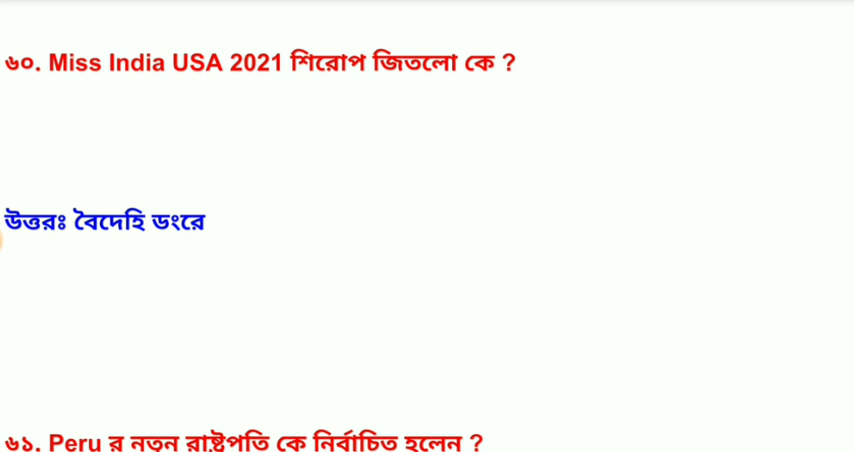 ৬০. Miss India USA 2021 শিরোপ জিতলো কে ?
উত্তরঃ বৈদেহি ডংরে
৬১. Peru র নতুন রাষ্ট্রপতি কে নির্বাচিত হলেন ?